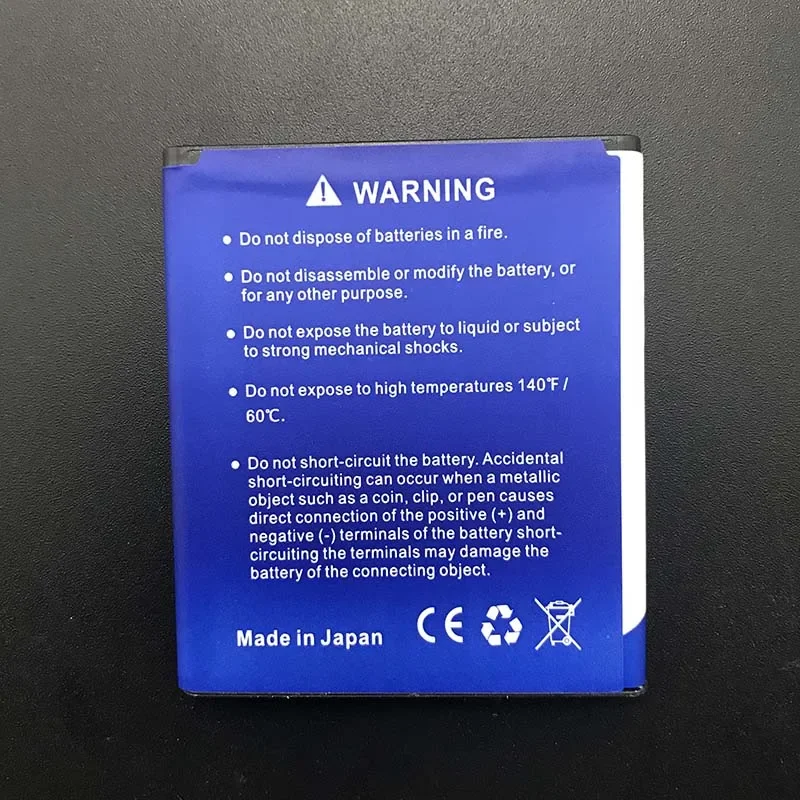 WARNING
• Do not dispose of batteries in a fire.
• Do not disassemble or modify the battery, or
for any other purpose.
• Do not expose the battery to liquid or subject
to strong mechanical shocks.
• Do not expose to high temperatures 140℉ /
60℃.
• Do not short-circuit the battery. Accidental
short-circuiting can occur when a metallic
object such as a coin, clip, or pen causes
direct connection of the positive (+) and
negative (-) terminals of the battery short-
circuiting the terminals may damage the
battery of the connecting object.
Made in Japan CE